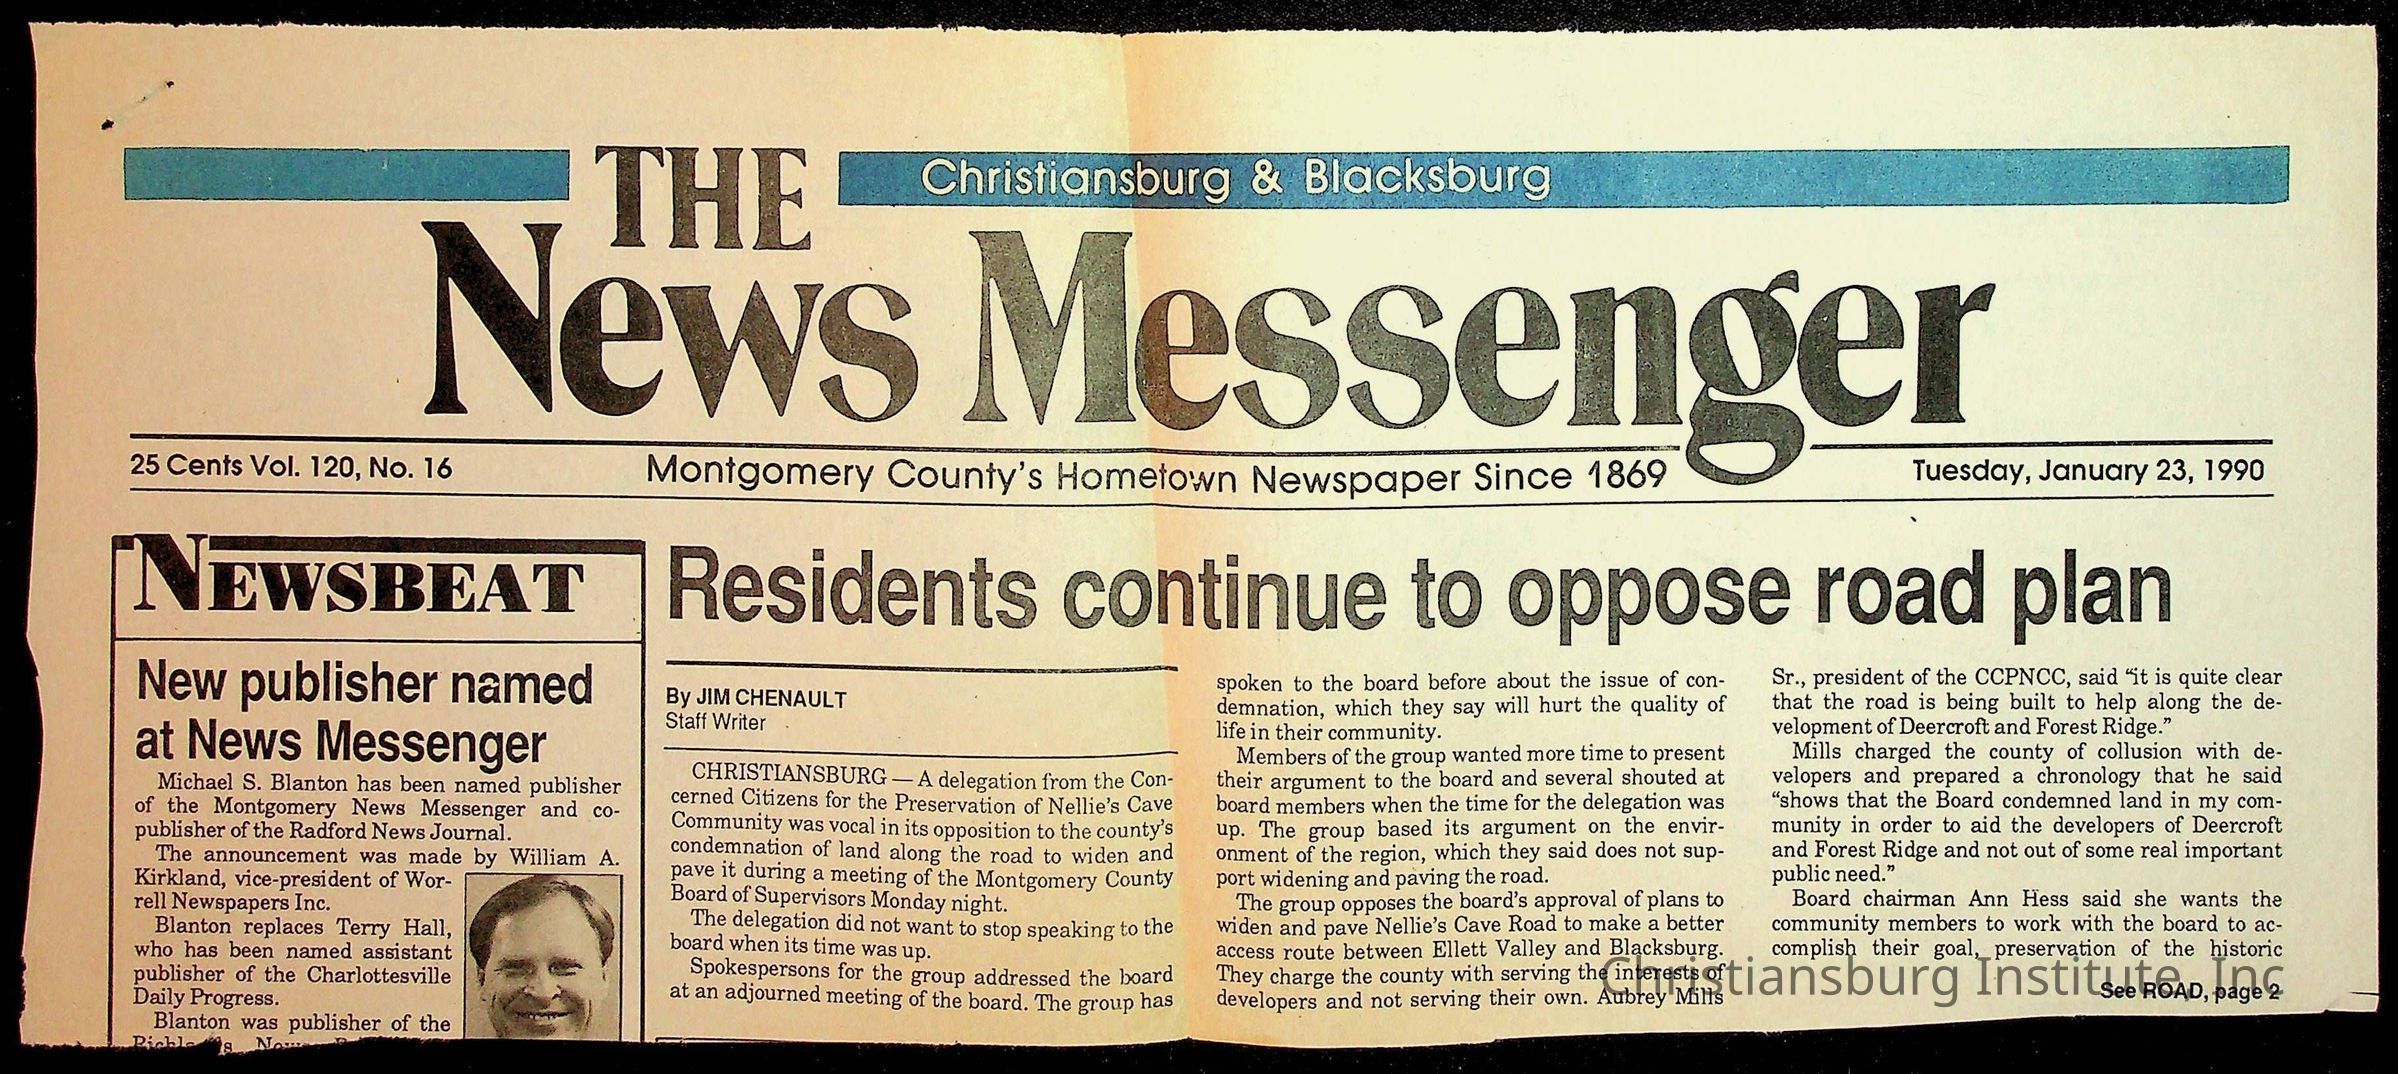 THE
Christiansburg & Blacksburg
News Messenger
25 Cents Vol. 120, No. 16
Montgomery County's Hometown Newspaper Since 1869
Tuesday, January 23, 1990
NEWSBEAT
New publisher named
at News Messenger
Michael S. Blanton has been named publisher
of the Montgomery News Messenger and co-
publisher of the Radford News Journal.
The announcement was made by William A.
Kirkland, vice-president of Wor-
rell Newspapers Inc.
Blanton replaces Terry Hall,
who has been named assistant
publisher of the Charlottesville
Daily Progress.
Blanton was publisher of the
Residents continue to oppose road plan
By JIM CHENAULT
Staff Writer
CHRISTIANSBURG — A delegation from the Con-
cerned Citizens for the Preservation of Nellie's Cave
Community was vocal in its opposition to the county's
condemnation of land along the road to widen and
pave it during a meeting of the Montgomery County
Board of Supervisors Monday night.
The delegation did not want to stop speaking to the
board when its time was up.
Spokespersons for the group addressed the board
at an adjourned meeting of the board. The group has
spoken to the board before about the issue of con-
demnation, which they say will hurt the quality of
life in their community.
Members of the group wanted more time to present
their argument to the board and several shouted at
board members when the time for the delegation was
up. The group based its argument on the envir-
onment of the region, which they said does not sup-
port widening and paving the road.
The group opposes the board's approval of plans to
widen and pave Nellie's Cave Road to make a better
access route between Ellett Valley and Blacksburg.
They charge the county with serving the interests of
developers and not serving their own. Aubrey Mills
Sr., president of the CCPNCC, said "it is quite clear
that the road is being built to help along the de-
velopment of Deercroft and Forest Ridge."
Mills charged the county of collusion with de-
velopers and prepared a chronology that he said
"shows that the Board condemned land in my com-
munity in order to aid the developers of Deercroft
and Forest Ridge and not out of some real important
public need."
Board chairman Ann Hess said she wants the
community members to work with the board to ac-
complish their goal, preservation of the historic
See ROAD, page 2
Christiansburg Institute, Inc